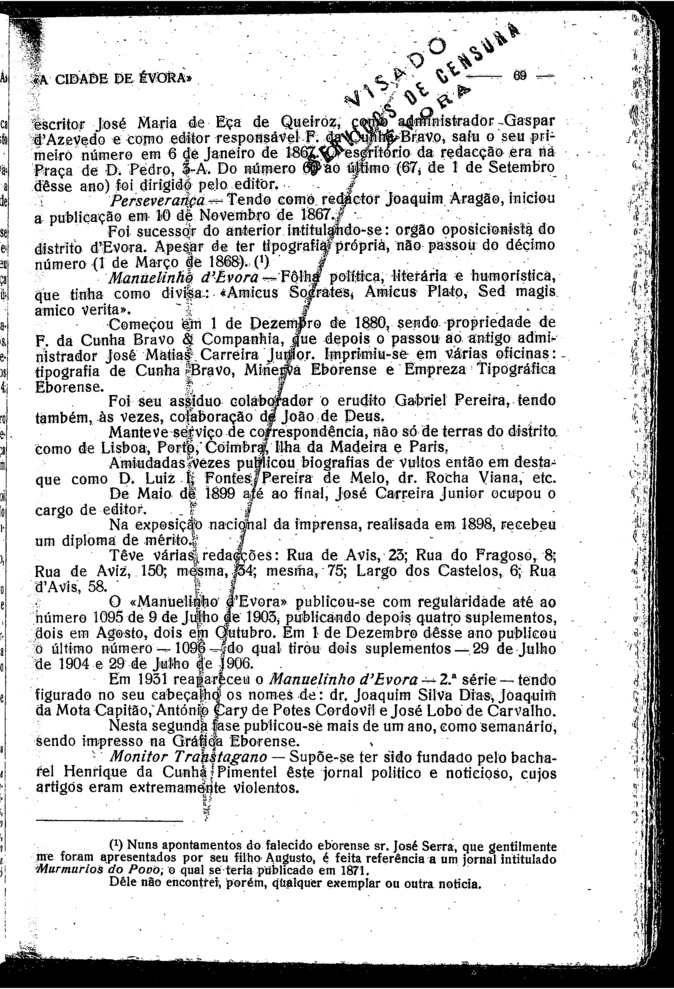 «A CIDADE DE ÉVORA» — 69 —
VISADO
SERVIÇOS DE CENSURA
ÉVORA
escritor José Maria de Eça de Queiroz, como administrador Gaspar
d'Azevedo e como editor responsável F. da Cunha Bravo, saíu o seu pri-
meiro número em 6 de Janeiro de 1867. O escritório da redacção era na
Praça de D. Pedro, 3-A. Do número 60 ao último (67, de 1 de Setembro
dêsse ano) foi dirigido pelo editor.
Perseverança — Tendo como redactor Joaquim Aragão, iniciou
a publicação em 10 de Novembro de 1867.
Foi sucessor do anterior intitulando-se: orgão oposicionista do
distrito d'Evora. Apesar de ter tipografia própria, não passou do décimo
número (1 de Março de 1868). (¹)
Manuelinho d'Evora — Fôlha política, literária e humorística,
que tinha como divisa: «Amicus Socrates, Amicus Plato, Sed magis
amico verita».
Começou em 1 de Dezembro de 1880, sendo propriedade de
F. da Cunha Bravo & Companhia, que depois o passou ao antigo admi-
nistrador José Matias Carreira Junior. Imprimiu-se em várias oficinas:
tipografia de Cunha Bravo, Minerva Eborense e Empreza Tipográfica
Eborense.
Foi seu assíduo colaborador o erudito Gabriel Pereira, tendo
também, às vezes, colaboração de João de Deus.
Manteve serviço de correspondência, não só de terras do distrito
como de Lisboa, Porto, Coimbra, Ilha da Madeira e Paris.
Amiudadas vezes publicou biografias de vultos então em desta-
que como D. Luiz I, Fontes Pereira de Melo, dr. Rocha Viana, etc.
De Maio de 1899 até ao final, José Carreira Junior ocupou o
cargo de editor.
Na exposição nacional da imprensa, realisada em 1898, recebeu
um diploma de mérito.
Têve várias redacções: Rua de Avis, 23; Rua do Fragoso, 8;
Rua de Aviz, 150; mesma, 34; mesma, 75; Largo dos Castelos, 6; Rua
d'Avis, 58.
O «Manuelinho d'Evora» publicou-se com regularidade até ao
número 1095 de 9 de Julho de 1903, publicando depois quatro suplementos,
dois em Agosto, dois em Outubro. Em 1 de Dezembro dêsse ano publicou
o último número — 1096 — do qual tirou dois suplementos — 29 de Julho
de 1904 e 29 de Julho de 1906.
Em 1931 reapareceu o Manuelinho d'Evora — 2.ª série — tendo
figurado no seu cabeçalho os nomes de: dr. Joaquim Silva Dias, Joaquim
da Mota Capitão, António Cary de Potes Cordovil e José Lobo de Carvalho.
Nesta segunda fase publicou-se mais de um ano, como semanário,
sendo impresso na Gráfica Eborense.
Monitor Transtagano — Supõe-se ter sido fundado pelo bacha-
rel Henrique da Cunha Pimentel êste jornal politico e noticioso, cujos
artigos eram extremamente violentos.
(¹) Nuns apontamentos do falecido eborense sr. José Serra, que gentilmente
me foram apresentados por seu filho Augusto, é feita referência a um jornal intitulado
Murmurios do Povo, o qual se teria publicado em 1871.
Dêle não encontrei, porém, qualquer exemplar ou outra noticia.